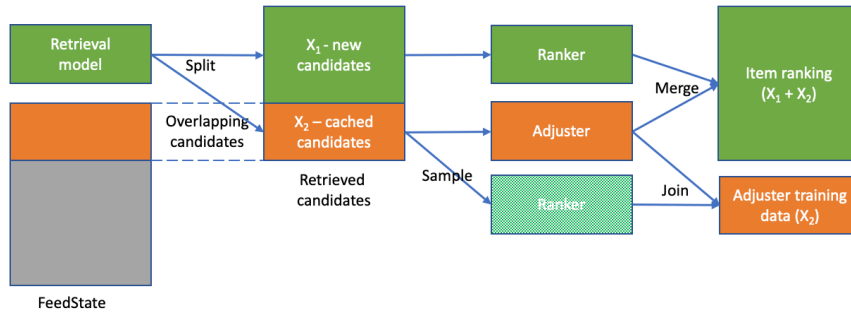 Retrieval
model
Split
X₁ - new
candidates
Ranker
Merge
Item ranking
(X₁ + X₂)
Overlapping
candidates
X₂ – cached
candidates
Adjuster
Retrieved
candidates
Sample
Ranker
Join
Adjuster training
data (X₂)
FeedState